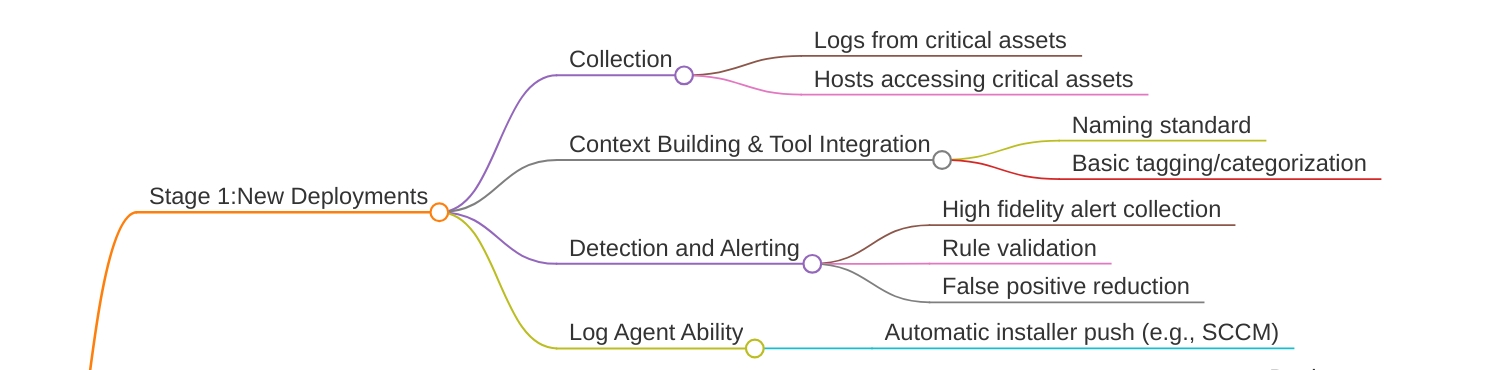 Logs from critical assets
Collection
Hosts accessing critical assets
Naming standard
Context Building & Tool Integration
Basic tagging/categorization
Stage 1:New Deployments
High fidelity alert collection
Detection and Alerting
Rule validation
False positive reduction
Log Agent Ability
Automatic installer push (e.g., SCCM)